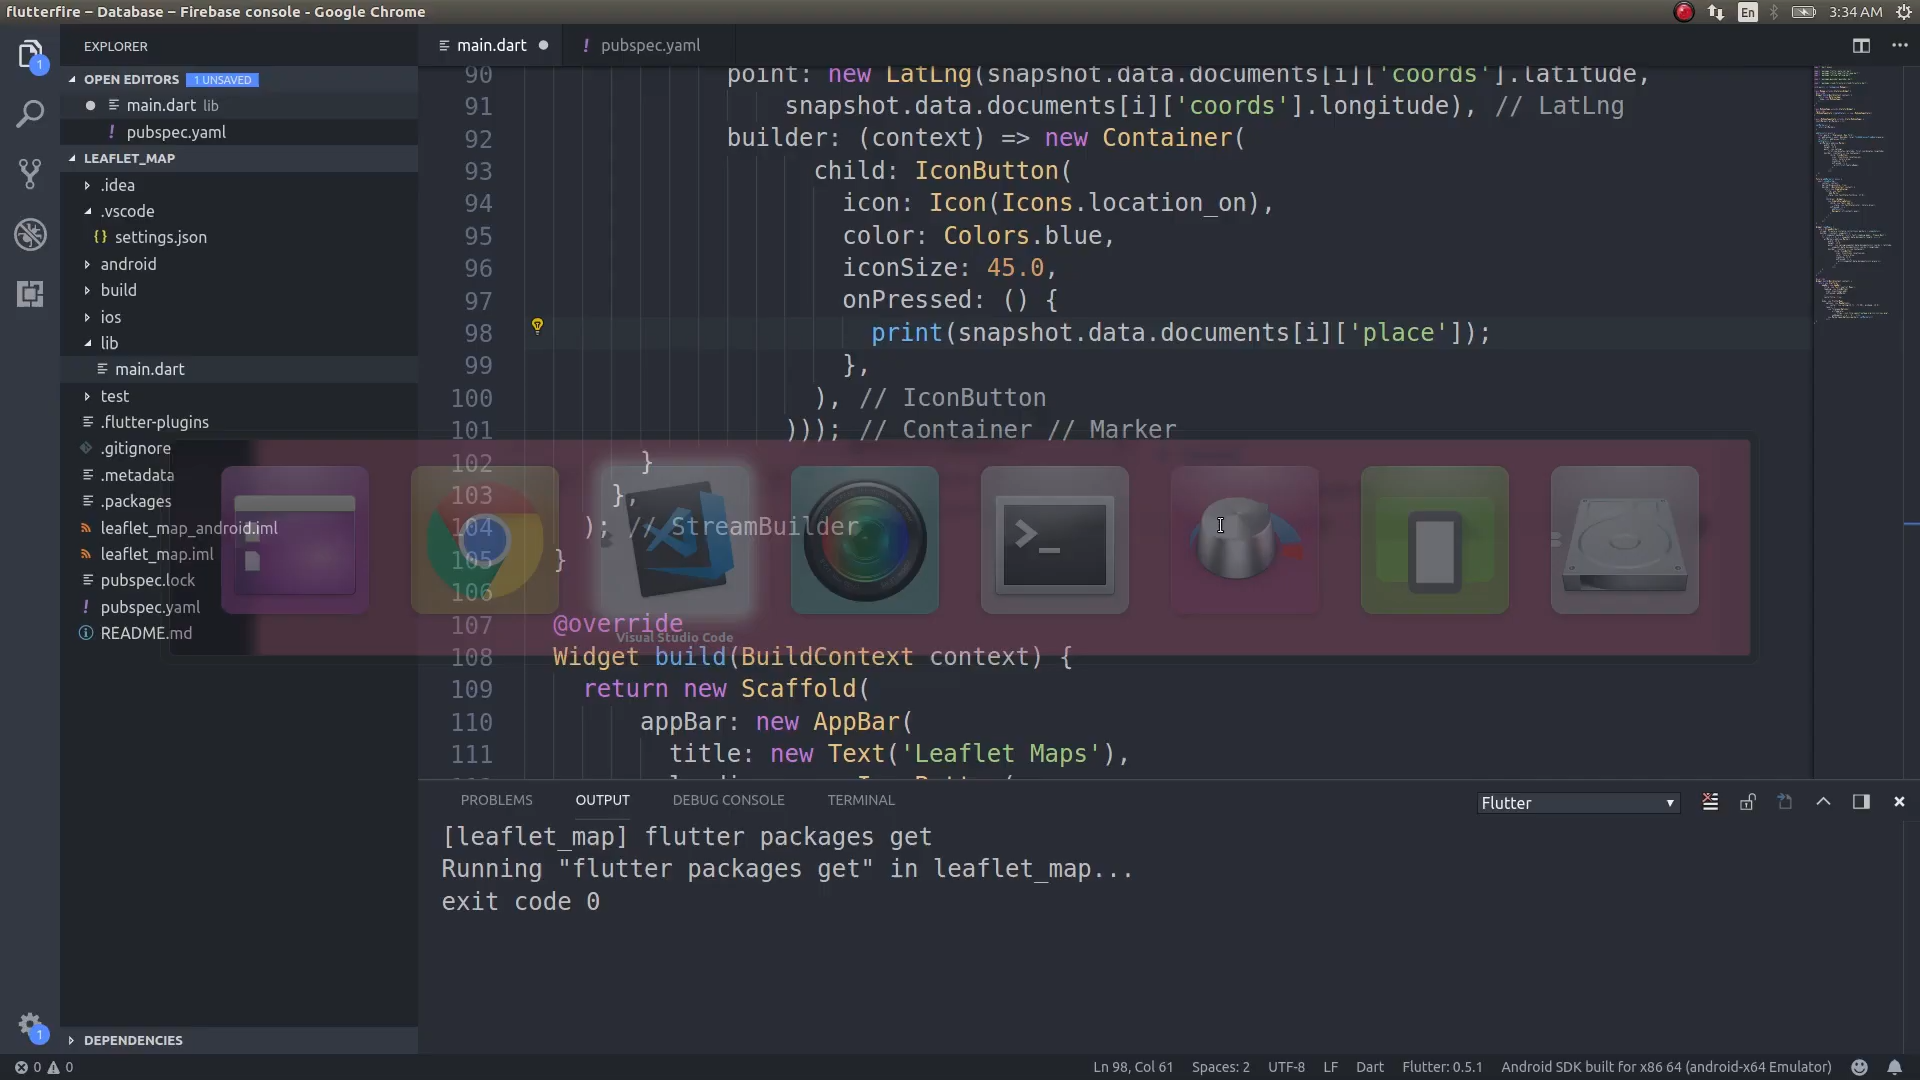 flutterfire – Database – Firebase console - Google Chrome
En
3:34 AM
EXPLORER
OPEN EDITORS 1 UNSAVED
main.dart lib
! pubspec.yaml
LEAFLET_MAP
.idea
.vscode
{} settings.json
android
build
ios
lib
main.dart
test
.flutter-plugins
.gitignore
.metadata
.packages
leaflet_map_android.iml
leaflet_map.iml
pubspec.lock
! pubspec.yaml
README.md
DEPENDENCIES
main.dart
! pubspec.yaml
90 point: new LatLng(snapshot.data.documents[i]['coords'].latitude,
91 snapshot.data.documents[i]['coords'].longitude), // LatLng
92 builder: (context) => new Container(
93 child: IconButton(
94 icon: Icon(Icons.location_on),
95 color: Colors.blue,
96 iconSize: 45.0,
97 onPressed: () {
98 print(snapshot.data.documents[i]['place']);
99 },
100 ), // IconButton
101 ))); // Container // Marker
102 }
103 },
104 ); // StreamBuilder
105 }
106
107 @override
Visual Studio Code
108 Widget build(BuildContext context) {
109 return new Scaffold(
110 appBar: new AppBar(
111 title: new Text('Leaflet Maps'),
PROBLEMS OUTPUT DEBUG CONSOLE TERMINAL
Flutter
[leaflet_map] flutter packages get
Running "flutter packages get" in leaflet_map...
exit code 0
1
1
0 0
Ln 98, Col 61 Spaces: 2 UTF-8 LF Dart Flutter: 0.5.1 Android SDK built for x86 64 (android-x64 Emulator)